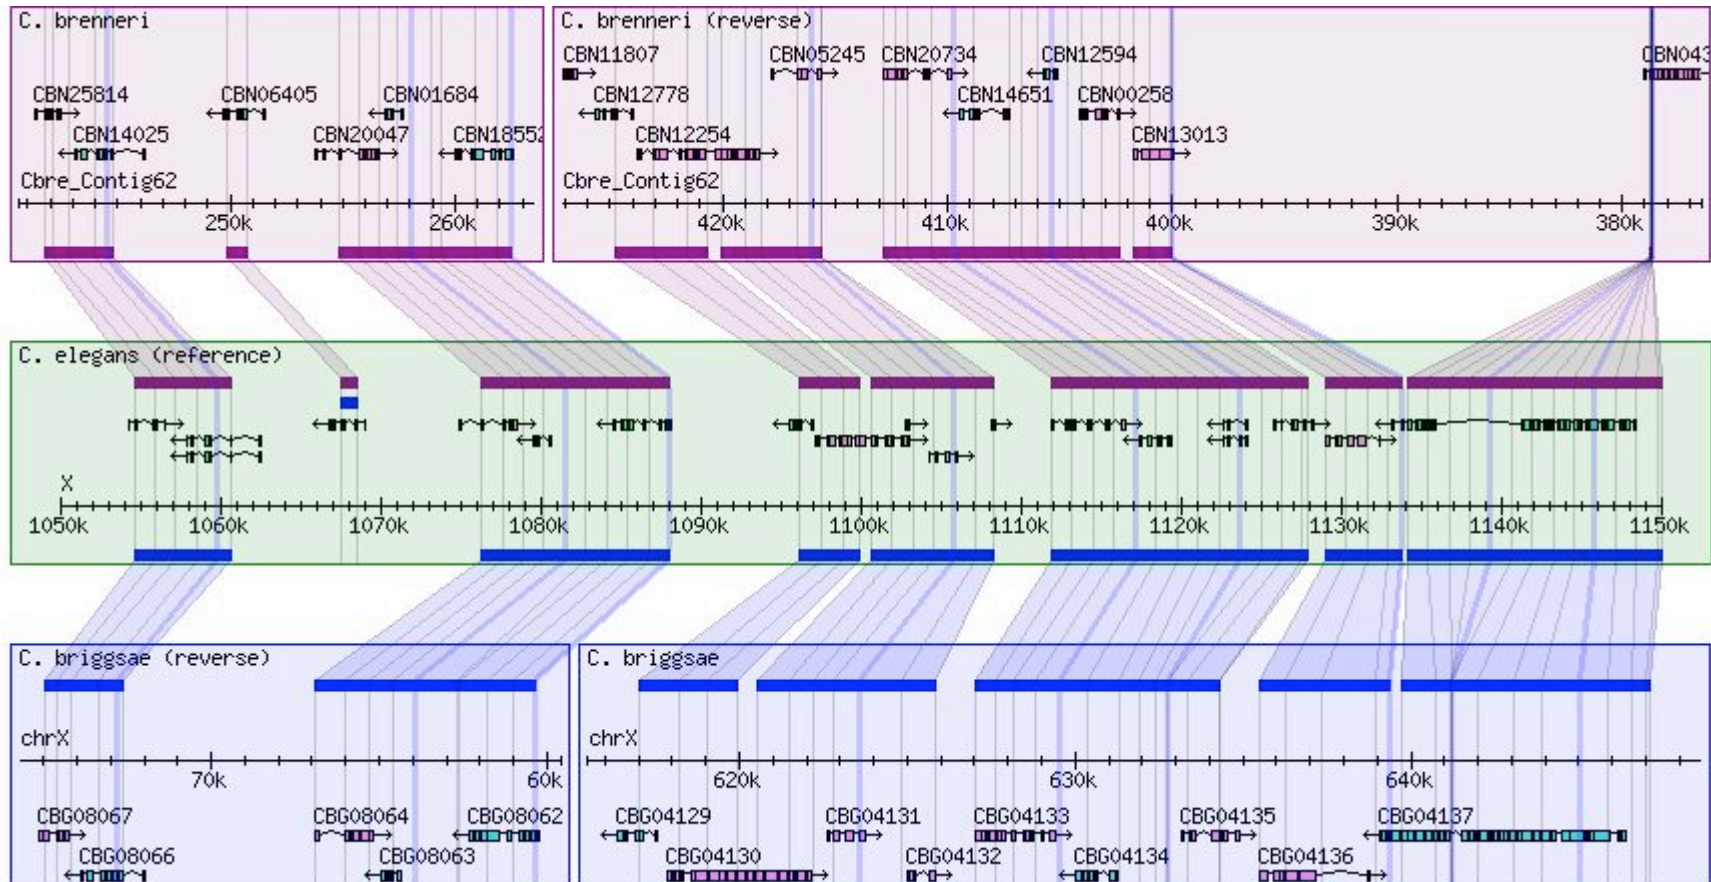 C. brenneri
C. brenneri (reverse)
CBN11807 CBN05245 CBN20734 CBN12594
CBN25814 CBN06405 CBN01684 CBN12778 CBN14651 CBN00258
CBN14025 CBN20047 CBN18552 CBN12254 CBN13013
Cbre_Contig62 Cbre_Contig62
250k 260k 420k 410k 400k 390k 380k
C. elegans (reference)
X
1050k 1060k 1070k 1080k 1090k 1100k 1110k 1120k 1130k 1140k 1150k
C. briggsae (reverse) C. briggsae
chrX chrX
70k 60k 620k 630k 640k
CBG08067 CBG08064 CBG08062 CBG04129 CBG04131 CBG04133 CBG04135 CBG04137
CBG08066 CBG08063 CBG04130 CBG04132 CBG04134 CBG04136